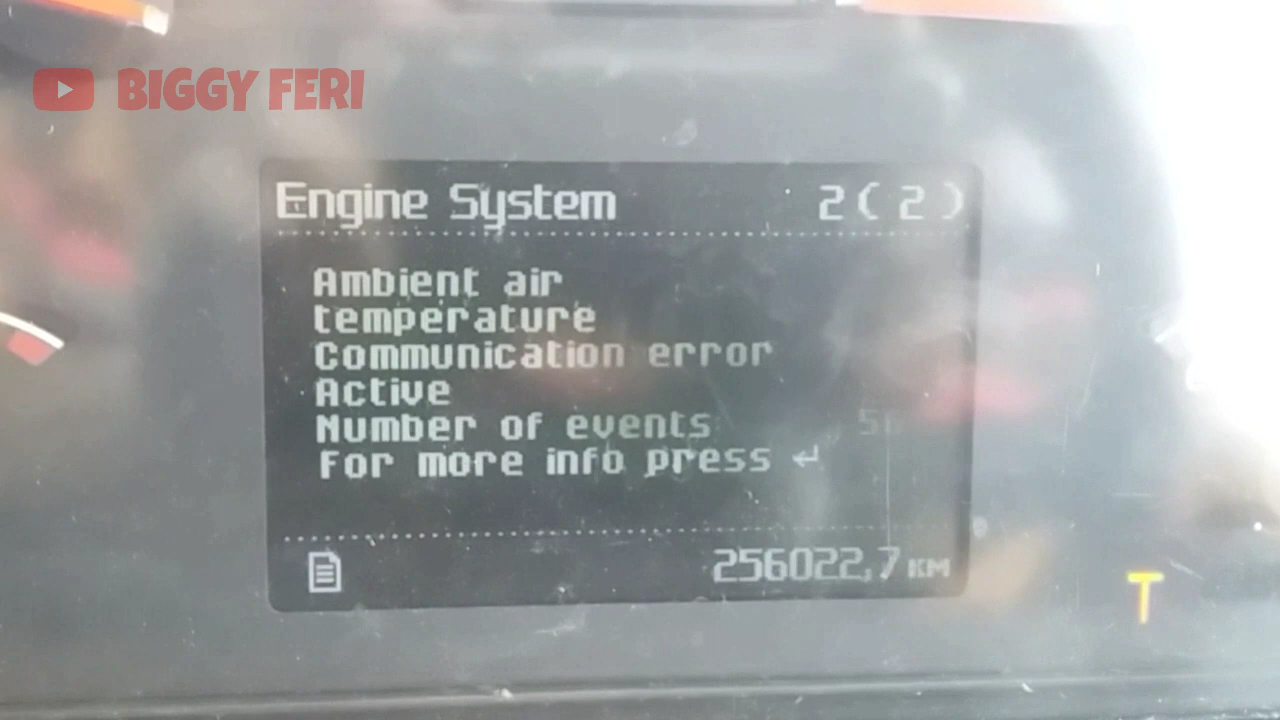 BIGGY FERI
Engine System 2(2)
Ambient air
temperature
Communication error
Active
Number of events 56
For more info press ↵
256022,7 KM
T